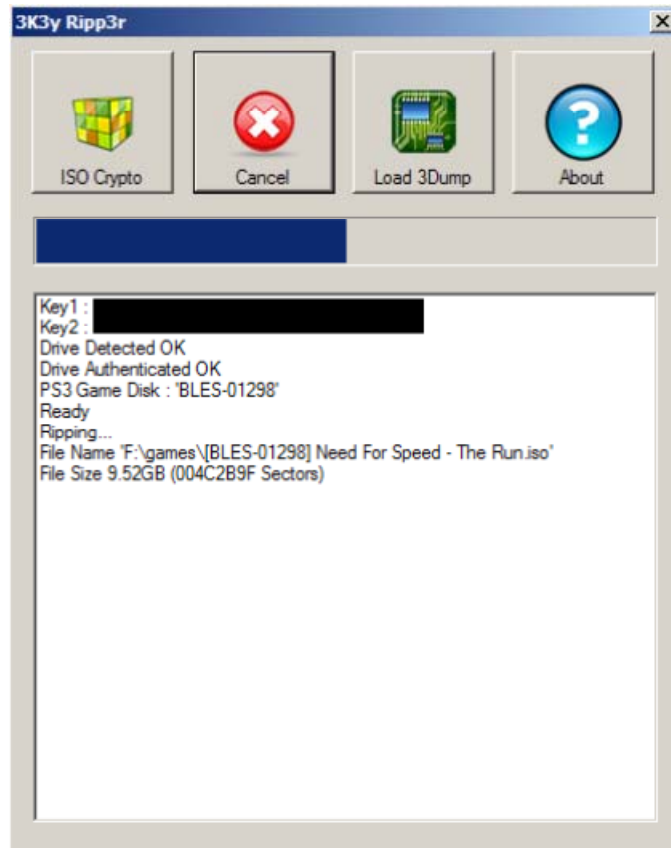 3K3y Ripp3r
ISO Crypto
Cancel
Load 3Dump
About
Key1 :
Key2 :
Drive Detected OK
Drive Authenticated OK
PS3 Game Disk : 'BLES-01298'
Ready
Ripping...
File Name 'F:\games\[BLES-01298] Need For Speed - The Run.iso'
File Size 9.52GB (004C2B9F Sectors)